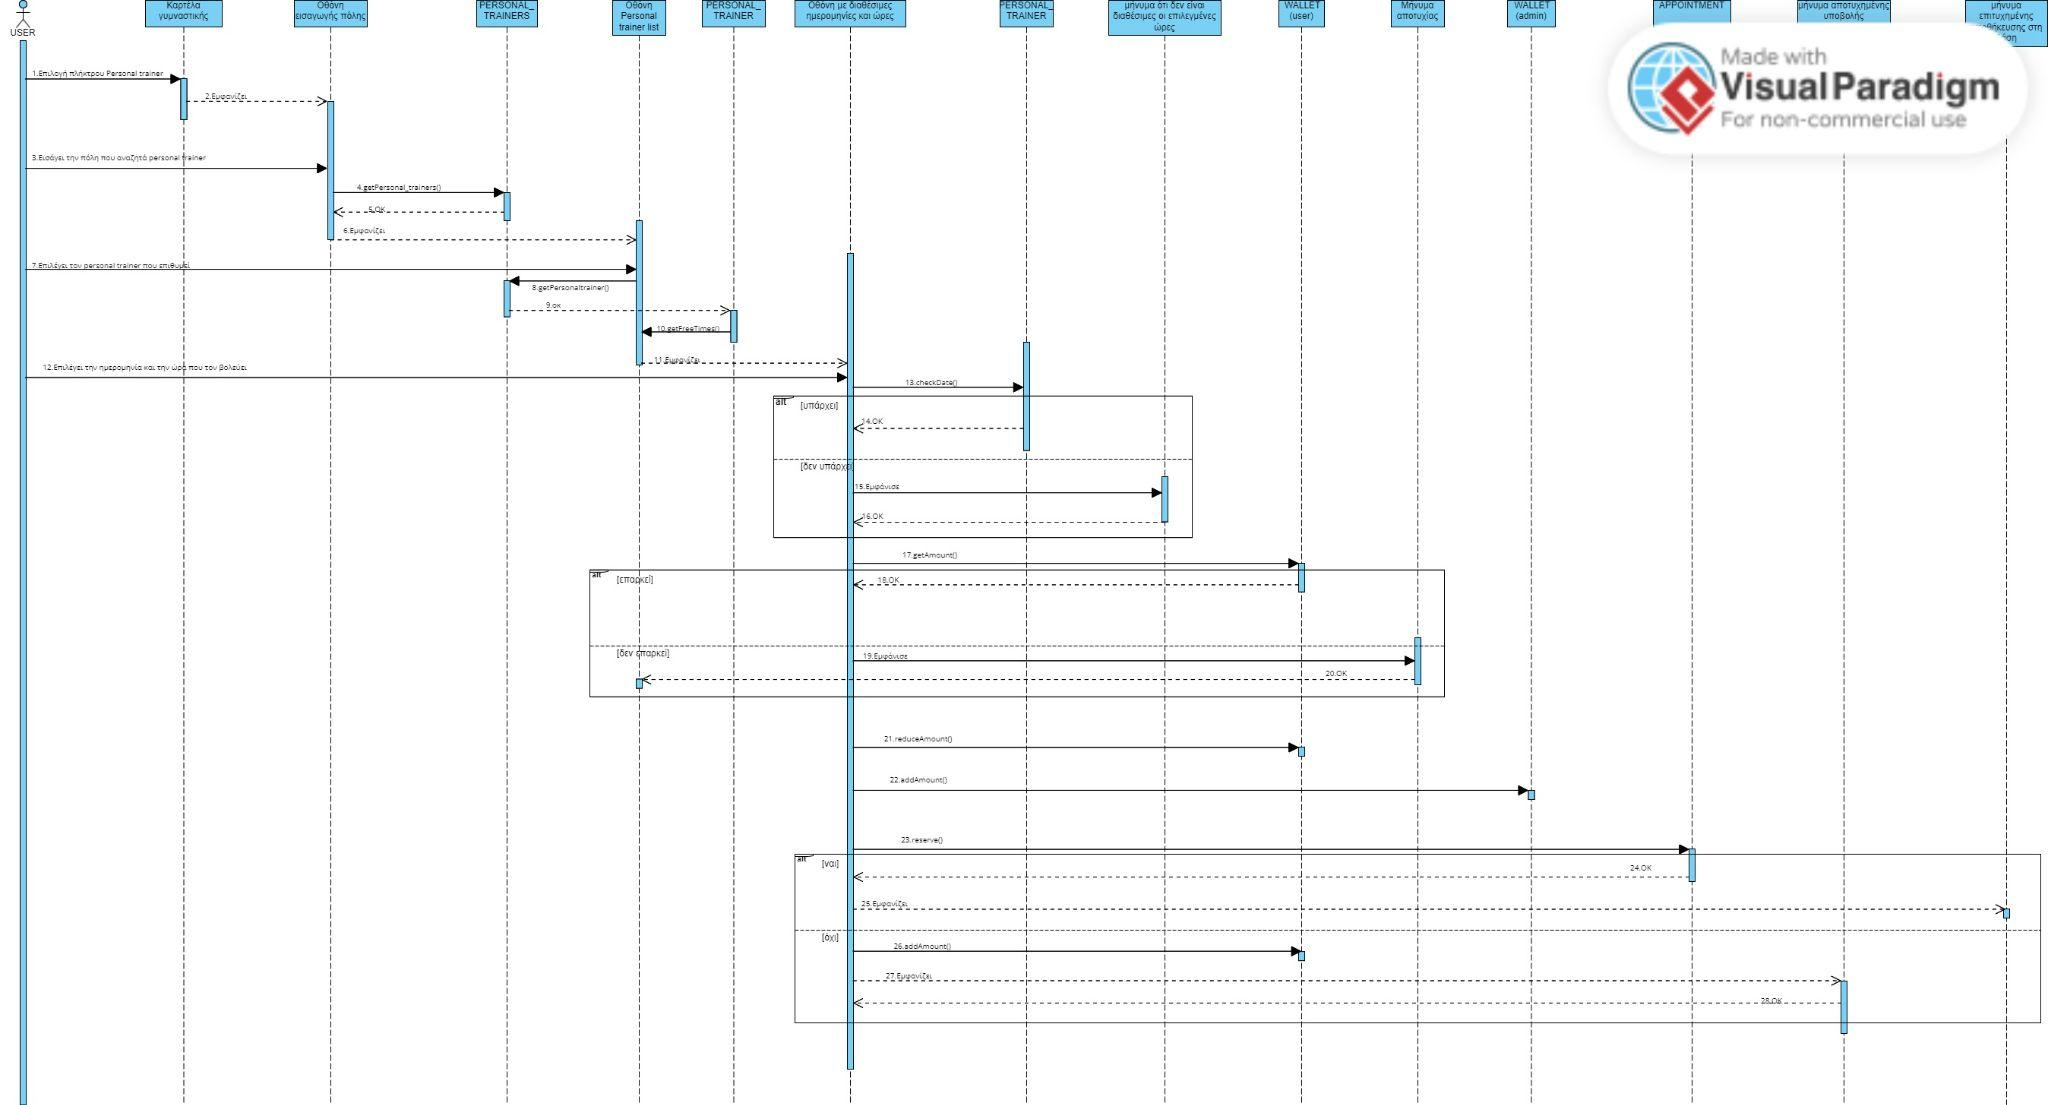 USER
Καρτέλα
γυμναστικής
Οθόνη
εισαγωγής πόλης
PERSONAL_
TRAINERS
Οθόνη
Personal
trainer list
PERSONAL_
TRAINER
Οθόνη με διαθέσιμες
ημερομηνίες και ώρες
PERSONAL_
TRAINER
μήνυμα ότι δεν είναι
διαθέσιμες οι επιλεγμένες
ώρες
WALLET
(user)
Μήνυμα
αποτυχίας
WALLET
(admin)
APPOINTMENT
μήνυμα αποτυχημένης
υποβολής
μήνυμα
επιτυχημένης
στη
Made with
Visual Paradigm
For non-commercial use
1.Επιλογή πλήκτρου Personal trainer
2.Εμφανίζει
3.Εισάγει την πόλη που αναζητά personal trainer
4.getPersonal_trainers()
5.OK
6.Εμφανίζει
7.Επιλέγει τον personal trainer που επιθυμεί
8.getPersonaltrainer()
9.οκ
10.getFreeTimes()
11.Εμφανίζει
12.Επιλέγει την ημερομηνία και την ώρα που τον βολεύει
13.checkDate()
alt
[υπάρχει]
14.OK
[δεν υπάρχει
15.Εμφάνισε
16.OK
17.getAmount()
alt
[επαρκεί]
18.OK
[δεν επαρκεί]
19.Εμφάνισε
20.OK
21.reduceAmount()
22.addAmount()
23.reserve()
alt
[ναι]
24.OK
25.Εμφανίζει
[όχι]
26.addAmount()
27.Εμφανίζει
28.OK